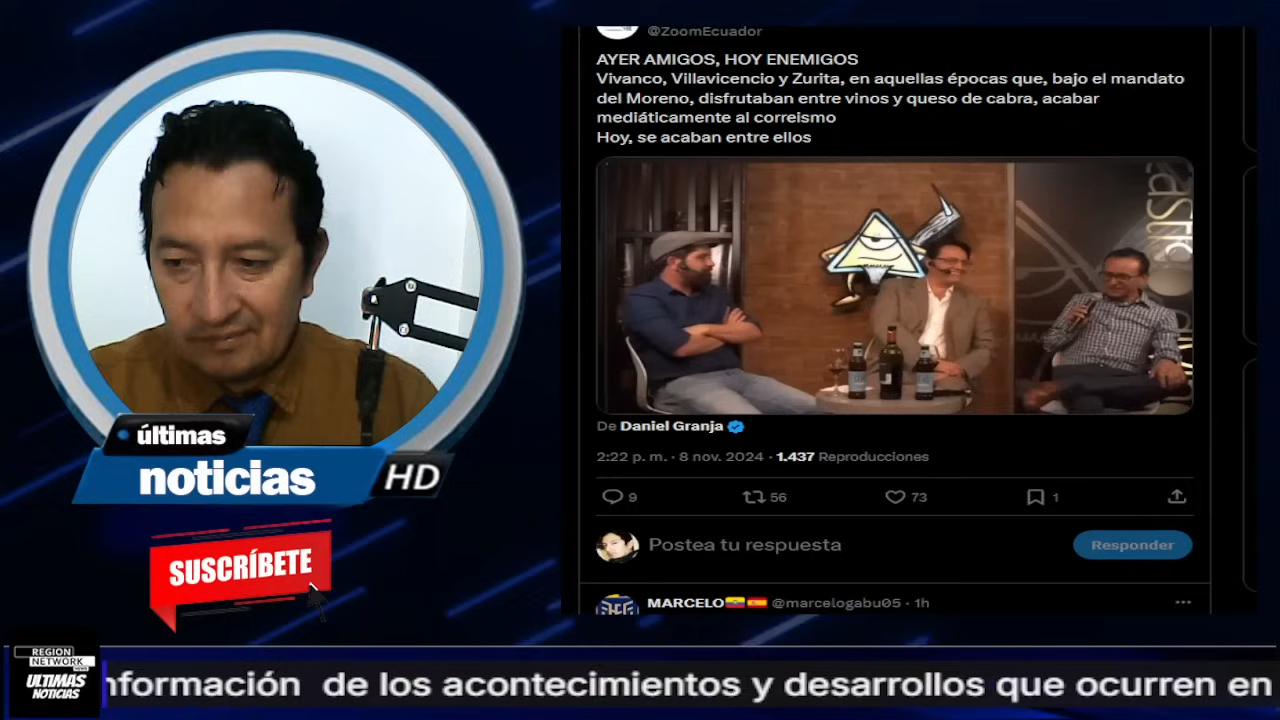 @ZoomEcuador
AYER AMIGOS, HOY ENEMIGOS
Vivanco, Villavicencio y Zurita, en aquellas épocas que, bajo el mandato
del Moreno, disfrutaban entre vinos y queso de cabra, acabar
mediáticamente al correismo
Hoy, se acaban entre ellos
De Daniel Granja
2:22 p. m. · 8 nov. 2024 · 1.437 Reproducciones
9 56 73 1
Postea tu respuesta
Responder
MARCELO @marcelogabu05 · 1h
últimas
noticias HD
SUSCRÍBETE
REGION
NETWORK
ULTIMAS
NOTICIAS
nformación de los acontecimientos y desarrollos que ocurren en